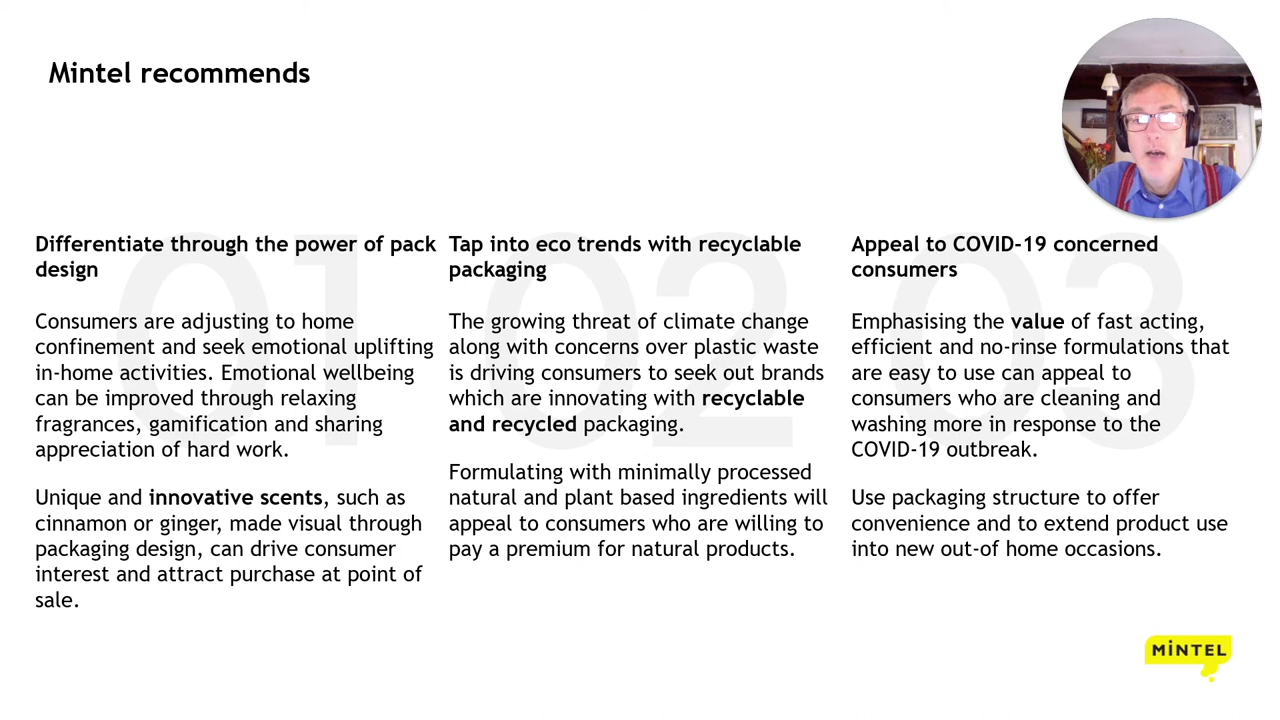 Mintel recommends
01
Differentiate through the power of pack
design
Consumers are adjusting to home
confinement and seek emotional uplifting
in-home activities. Emotional wellbeing
can be improved through relaxing
fragrances, gamification and sharing
appreciation of hard work.
Unique and innovative scents, such as
cinnamon or ginger, made visual through
packaging design, can drive consumer
interest and attract purchase at point of
sale.
02
Tap into eco trends with recyclable
packaging
The growing threat of climate change
along with concerns over plastic waste
is driving consumers to seek out brands
which are innovating with recyclable
and recycled packaging.
Formulating with minimally processed
natural and plant based ingredients will
appeal to consumers who are willing to
pay a premium for natural products.
03
Appeal to COVID-19 concerned
consumers
Emphasising the value of fast acting,
efficient and no-rinse formulations that
are easy to use can appeal to
consumers who are cleaning and
washing more in response to the
COVID-19 outbreak.
Use packaging structure to offer
convenience and to extend product use
into new out-of home occasions.
MiNTEL